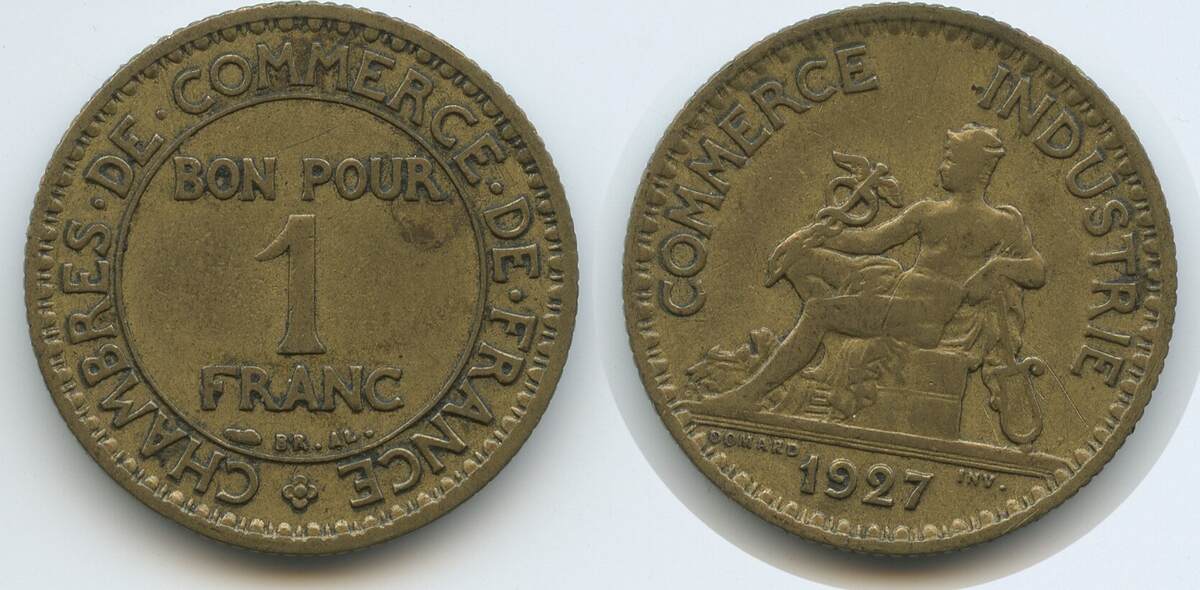 CHAMBRES · DE · COMMERCE · DE · FRANCE
BON POUR
1
FRANC
BR. AL.
COMMERCE INDUSTRIE
DOMARD INV.
1927